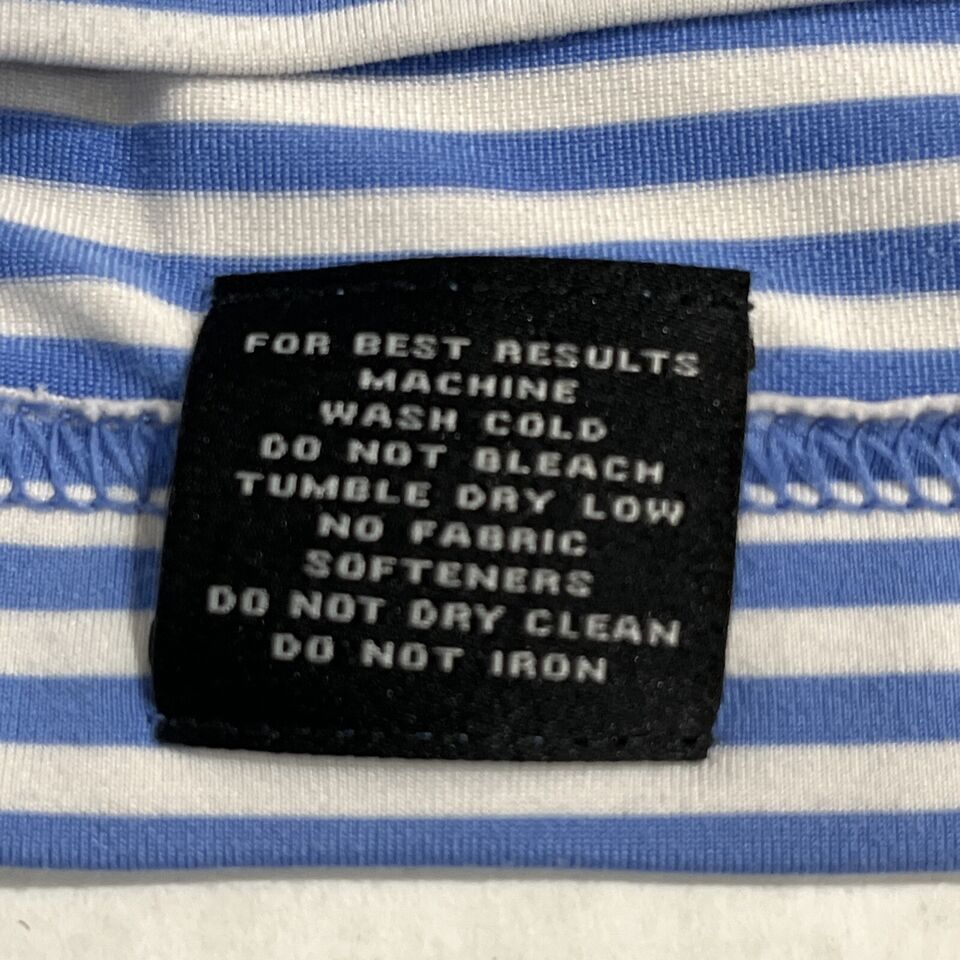 FOR BEST RESULTS
MACHINE
WASH COLD
DO NOT BLEACH
TUMBLE DRY LOW
NO FABRIC
SOFTENERS
DO NOT DRY CLEAN
DO NOT IRON